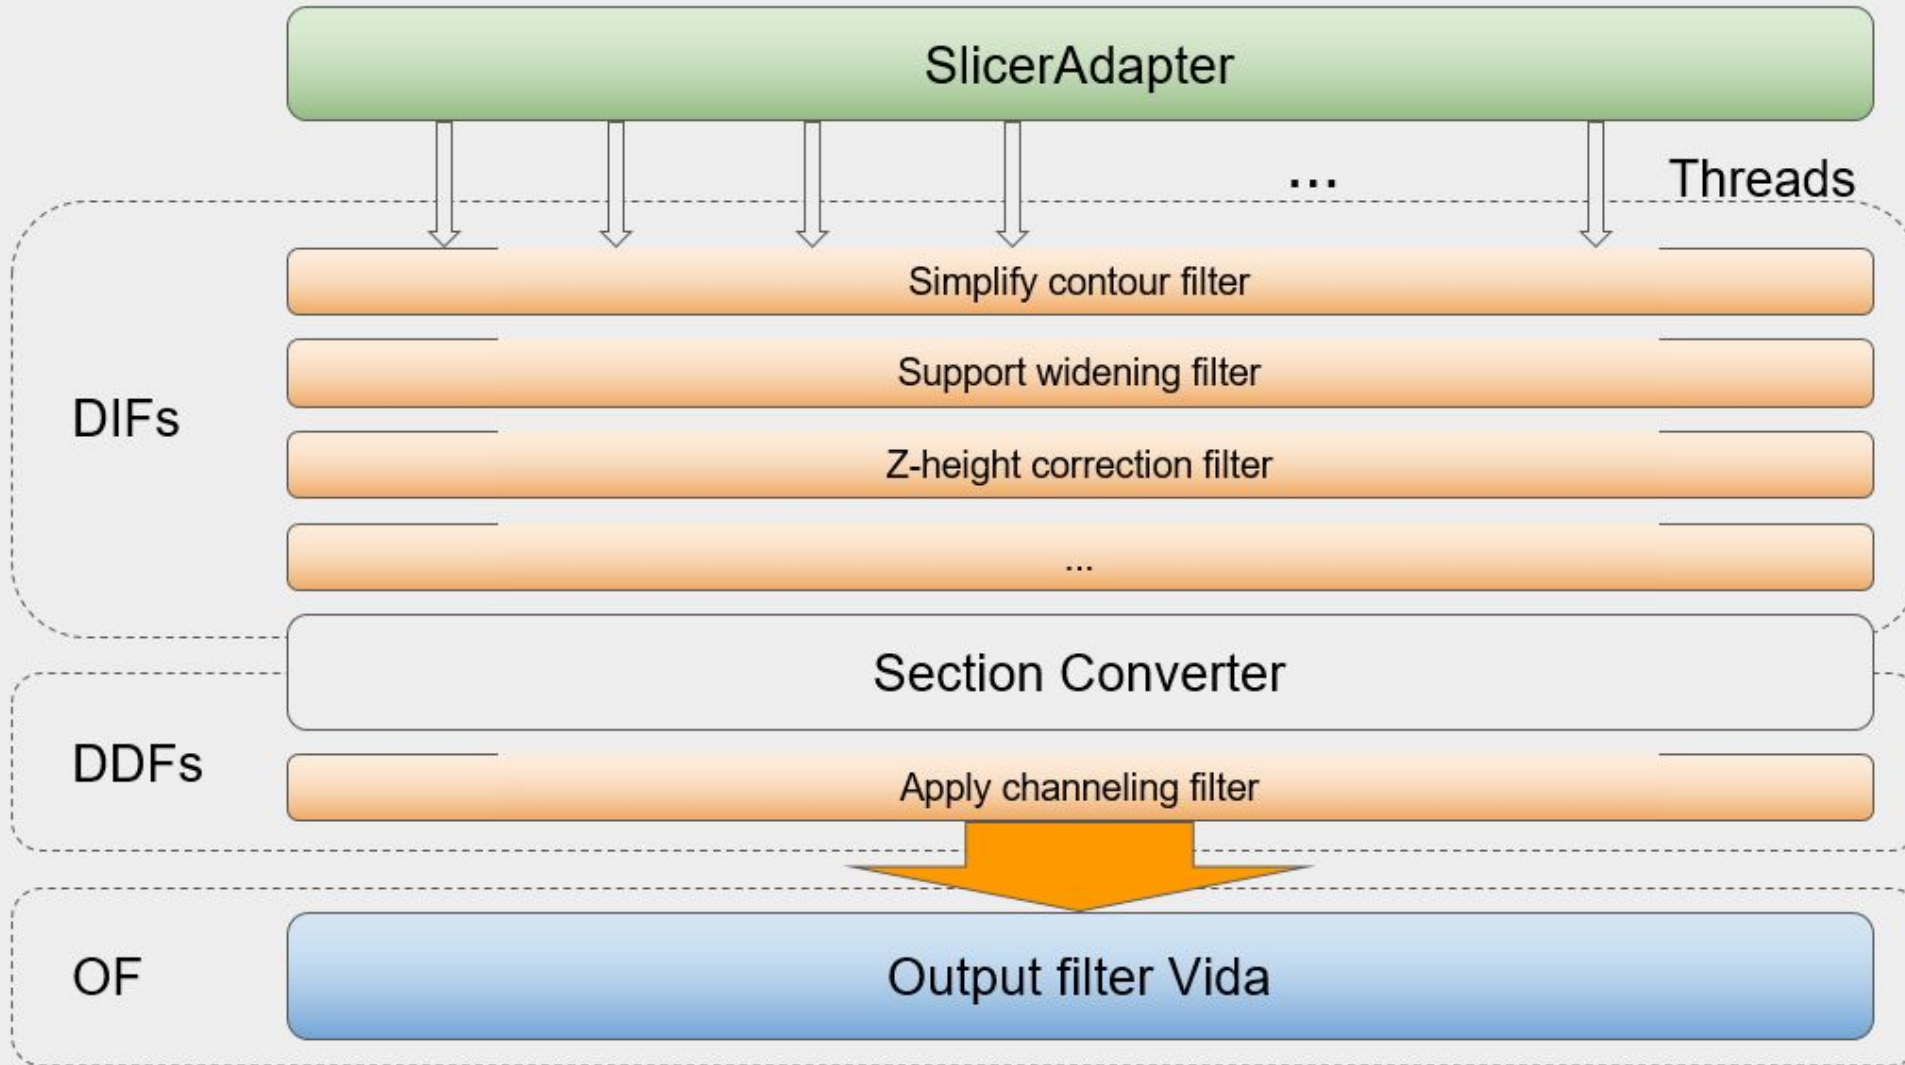 SlicerAdapter
...
Threads
Simplify contour filter
Support widening filter
DIFs
Z-height correction filter
...
Section Converter
DDFs
Apply channeling filter
OF
Output filter Vida